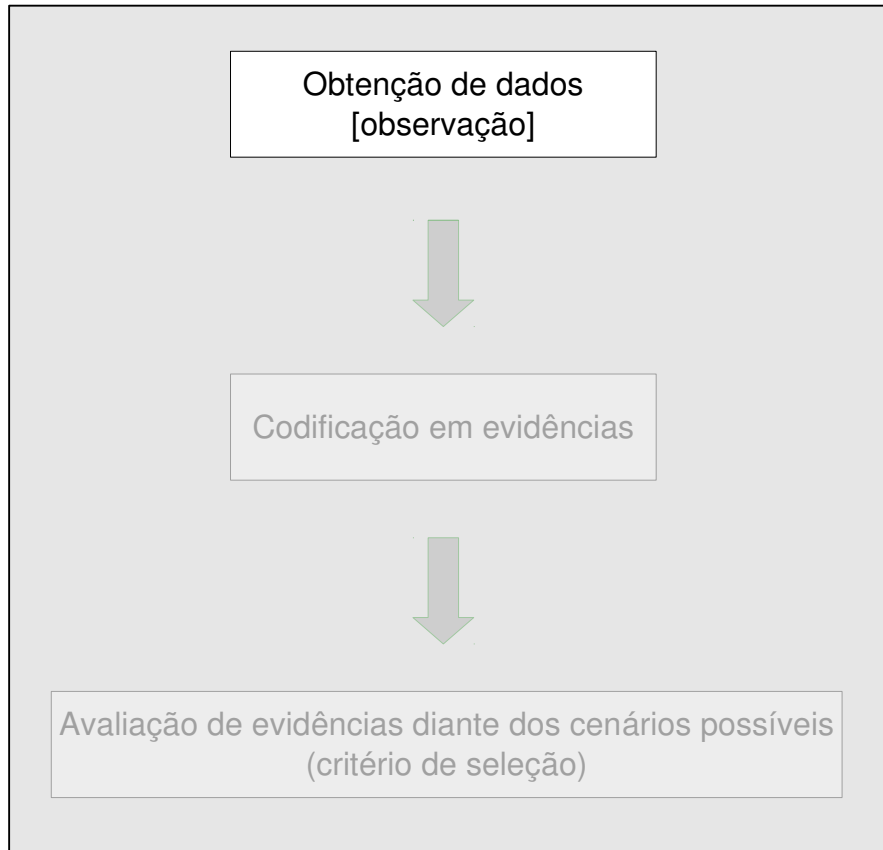 Obtenção de dados
[observação]
Codificação em evidências
Avaliação de evidências diante dos cenários possíveis
(critério de seleção)